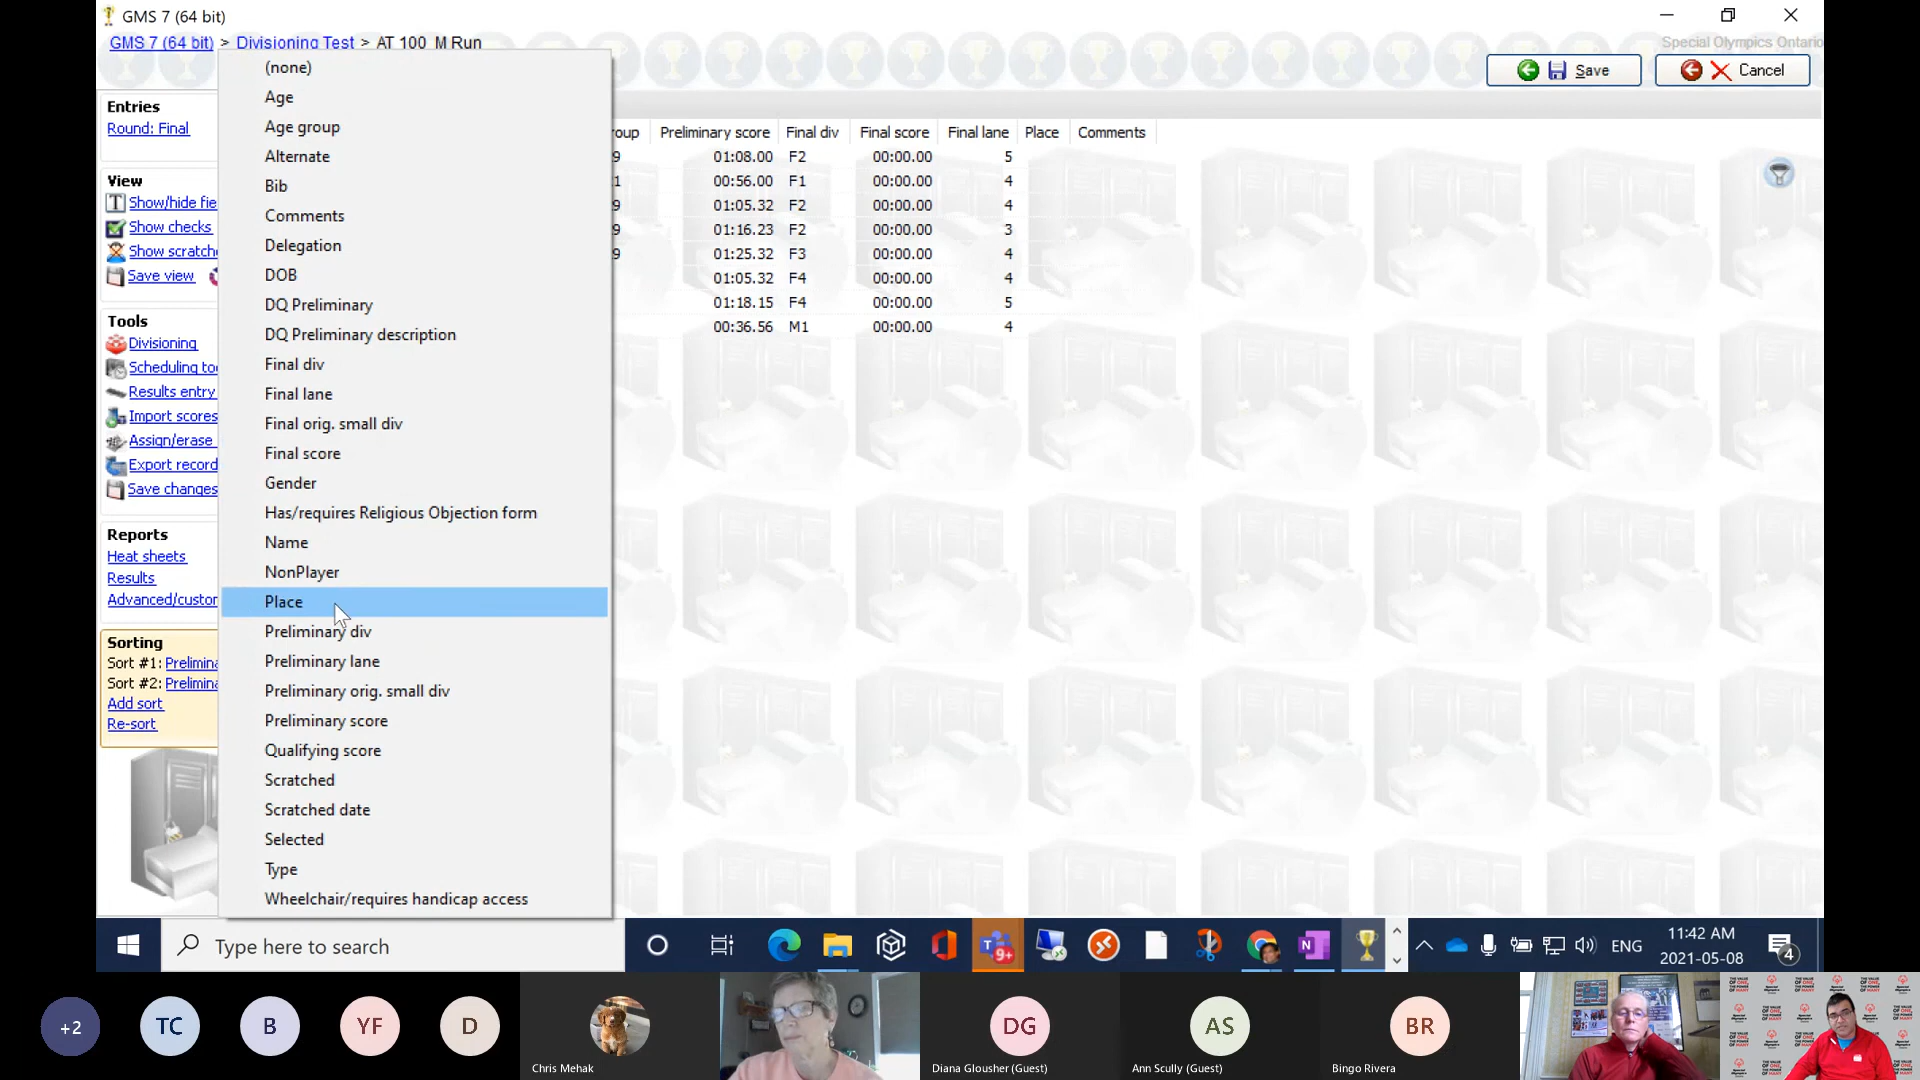 GMS 7 (64 bit)
GMS 7 (64 bit) > Divisioning Test > AT 100 M Run
Special Olympics Ontario
Save
Cancel
Entries
Round: Final
View
Show/hide fie
Show checks
Show scratche
Save view
Tools
Divisioning
Scheduling too
Results entry
Import scores
Assign/erase
Export record
Save changes
Reports
Heat sheets
Results
Advanced/custom
Sorting
Sort #1: Prelimina
Sort #2: Prelimina
Add sort
Re-sort
(none)
Age
Age group
Alternate
Bib
Comments
Delegation
DOB
DQ Preliminary
DQ Preliminary description
Final div
Final lane
Final orig. small div
Final score
Gender
Has/requires Religious Objection form
Name
NonPlayer
Place
Preliminary div
Preliminary lane
Preliminary orig. small div
Preliminary score
Qualifying score
Scratched
Scratched date
Selected
Type
Wheelchair/requires handicap access
oup Preliminary score Final div Final score Final lane Place Comments
9 01:08.00 F2 00:00.00 5
1 00:56.00 F1 00:00.00 4
9 01:05.32 F2 00:00.00 4
9 01:16.23 F2 00:00.00 3
9 01:25.32 F3 00:00.00 4
01:05.32 F4 00:00.00 4
01:18.15 F4 00:00.00 5
00:36.56 M1 00:00.00 4
Type here to search
9+
ENG
11:42 AM
2021-05-08
4
+2
TC
B
YF
D
Chris Mehak
DG
Diana Glousher (Guest)
AS
Ann Scully (Guest)
BR
Bingo Rivera